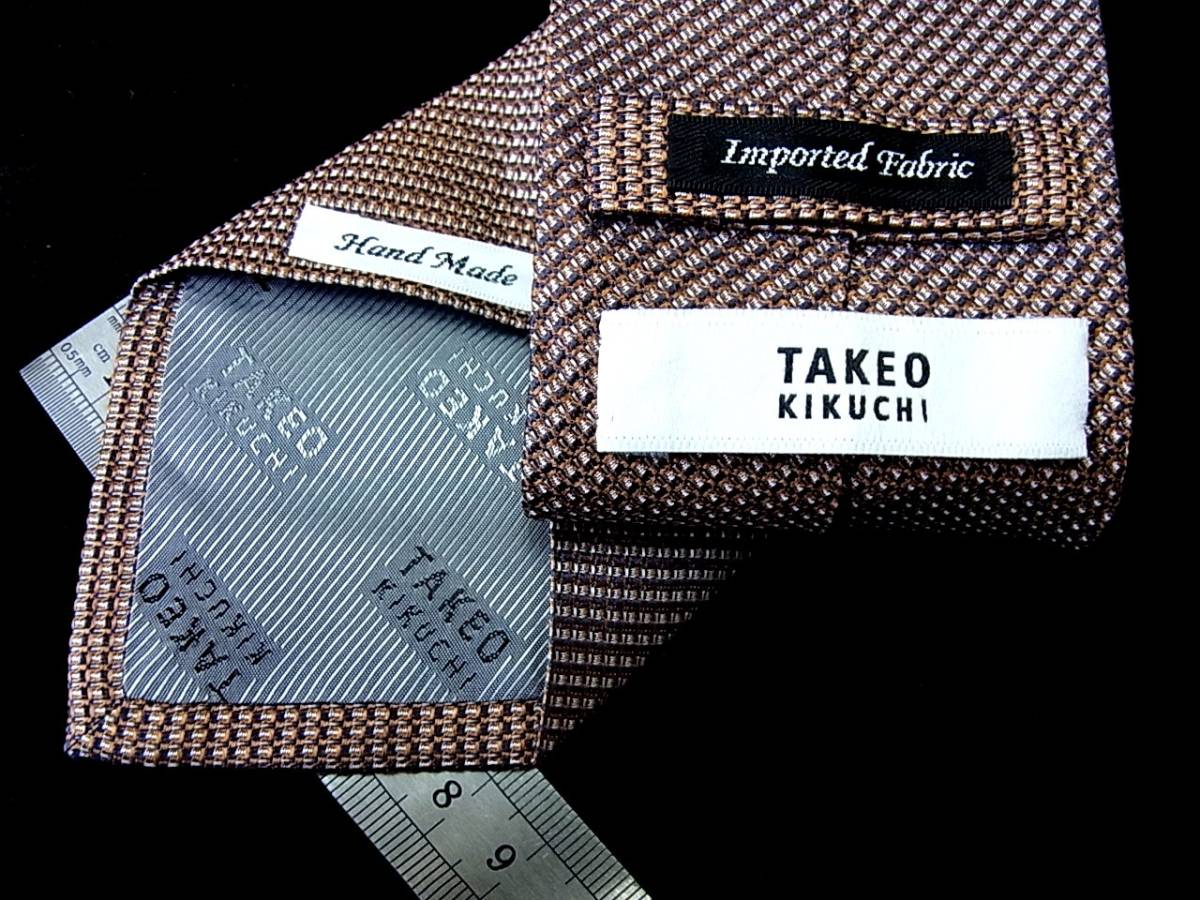 Imported Fabric
Hand Made
TAKEO
KIKUCHI
mm
cm
0.5mm
TAKEO
KIKUCHI
TAKEO
KIKUCHI
TAKEO
KIKUCHI
TAKEO
KIKUCHI
8
9